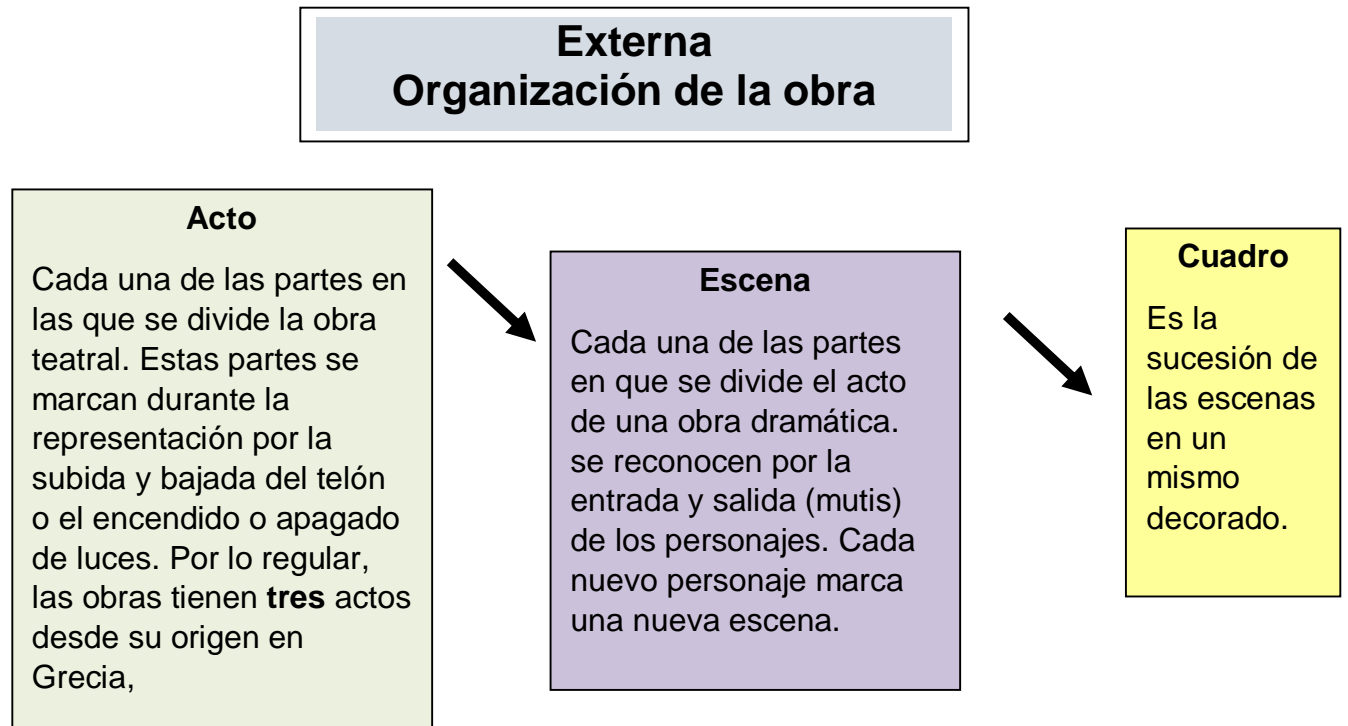 Externa
Organización de la obra
Acto
Cada una de las partes en
las que se divide la obra
teatral. Estas partes se
marcan durante la
representación por la
subida y bajada del telón
o el encendido o apagado
de luces. Por lo regular,
las obras tienen tres actos
desde su origen en
Grecia,
Escena
Cada una de las partes
en que se divide el acto
de una obra dramática.
se reconocen por la
entrada y salida (mutis)
de los personajes. Cada
nuevo personaje marca
una nueva escena.
Cuadro
Es la
sucesión de
las escenas
en un
mismo
decorado.